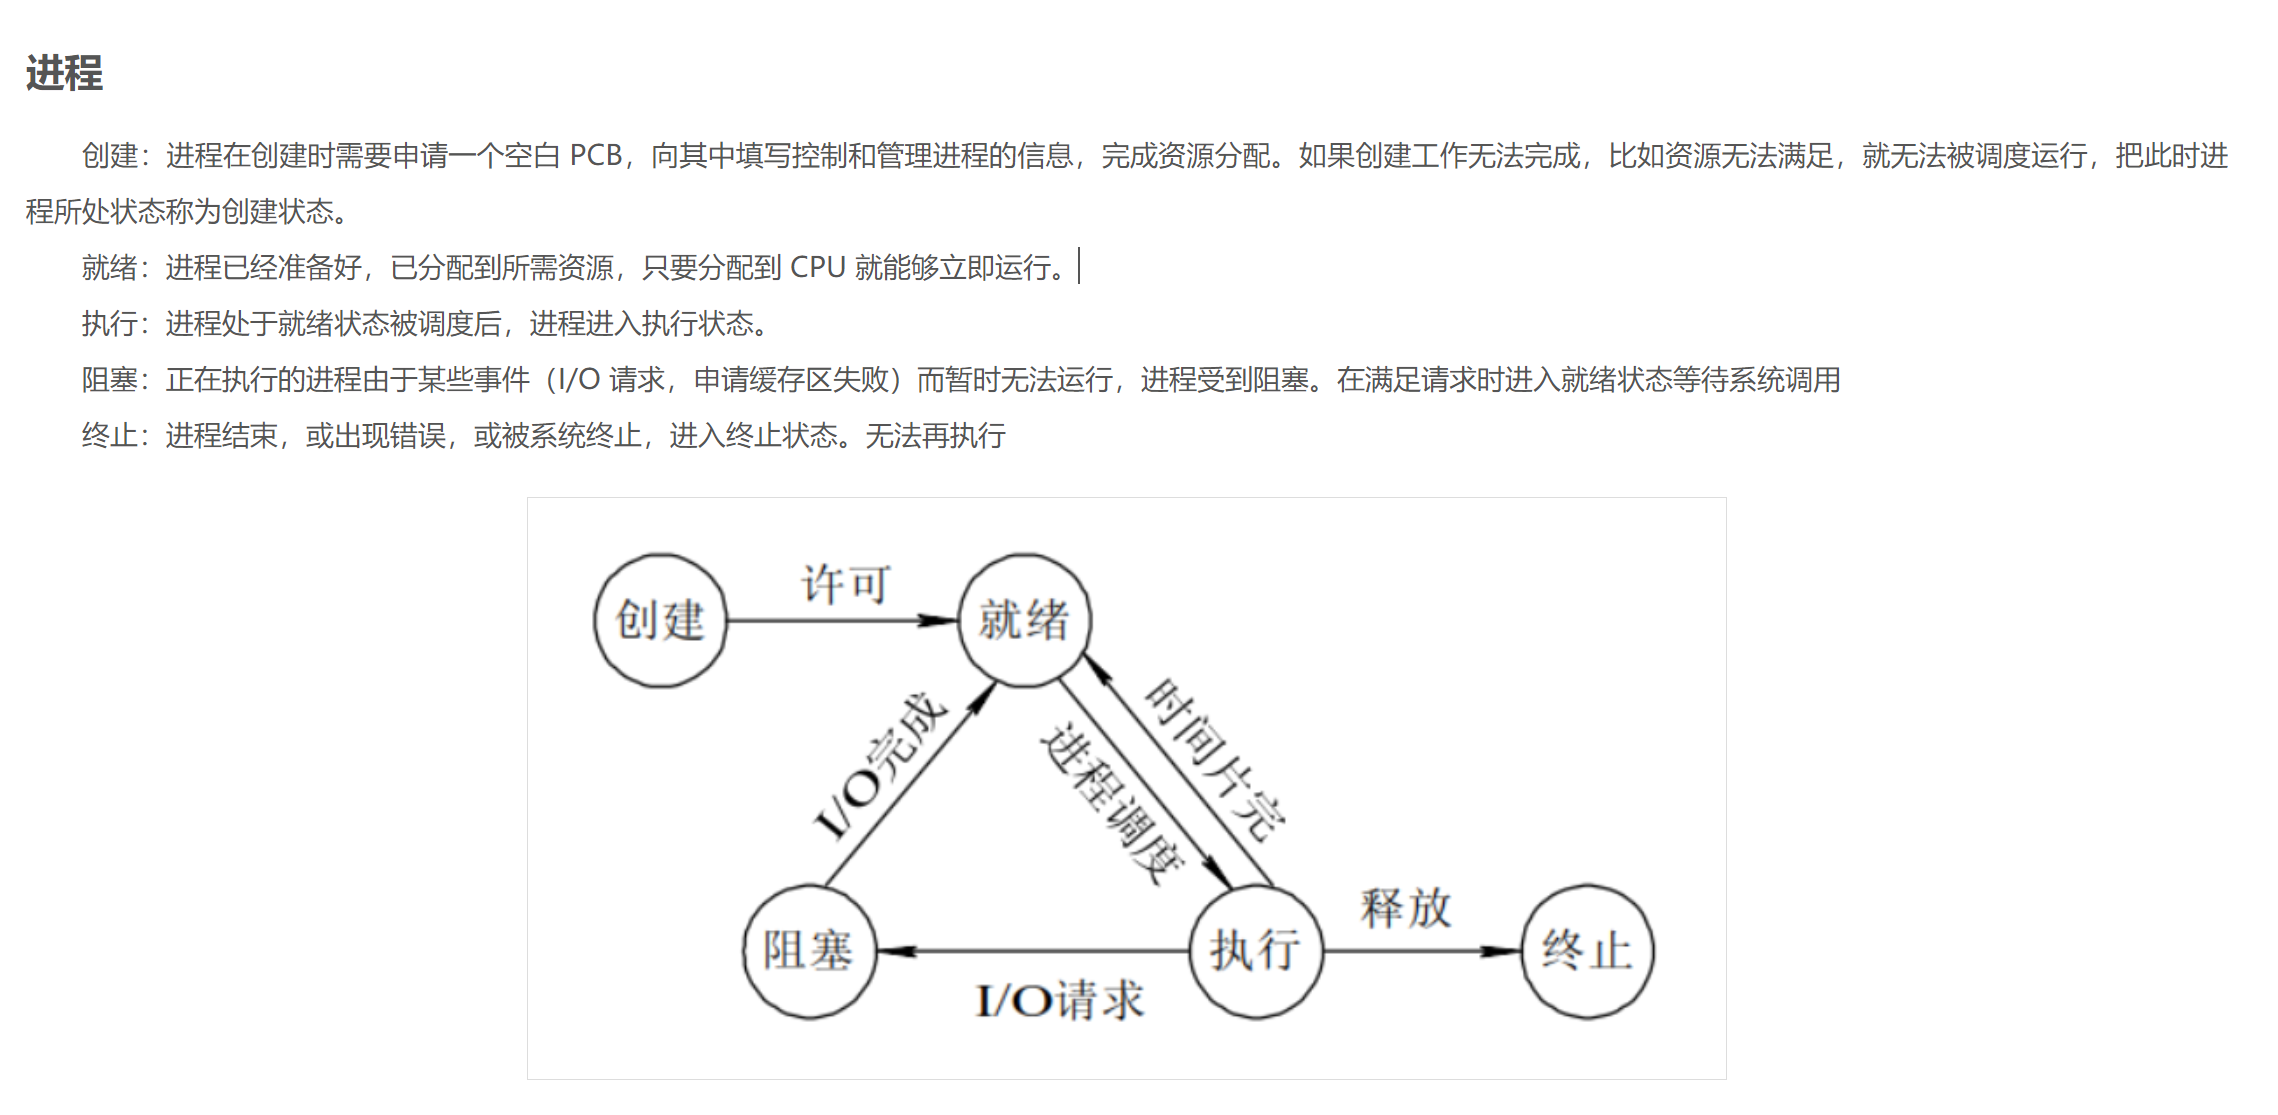 进程
创建：进程在创建时需要申请一个空白 PCB，向其中填写控制和管理进程的信息，完成资源分配。如果创建工作无法完成，比如资源无法满足，就无法被调度运行，把此时进
程所处状态称为创建状态。
就绪：进程已经准备好，已分配到所需资源，只要分配到 CPU 就能够立即运行。
执行：进程处于就绪状态被调度后，进程进入执行状态。
阻塞：正在执行的进程由于某些事件（I/O 请求，申请缓存区失败）而暂时无法运行，进程受到阻塞。在满足请求时进入就绪状态等待系统调用
终止：进程结束，或出现错误，或被系统终止，进入终止状态。无法再执行
创建
许可
就绪
I/O完成
进程调度
时间片完
阻塞
I/O请求
执行
释放
终止